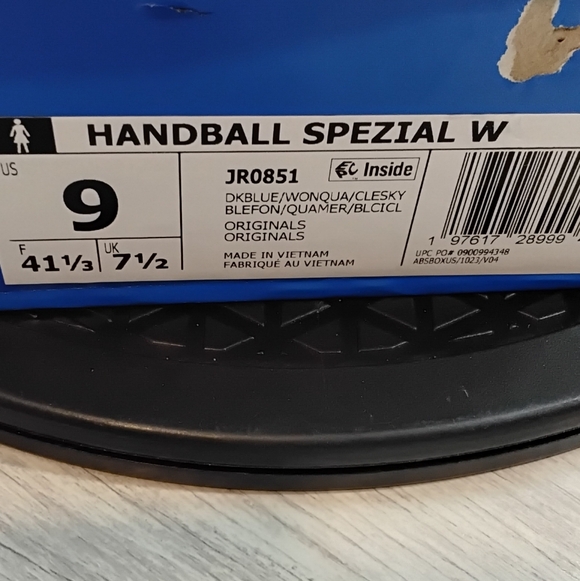 HANDBALL SPEZIAL W
US
9
F
41⅓
UK
7½
JR0851
Inside
DKBLUE/WONQUA/CLESKY
BLEFON/QUAMER/BLCICL
ORIGINALS
ORIGINALS
MADE IN VIETNAM
FABRIQUÉ AU VIETNAM
1 97617 28999
UPC PO# 0900994348
ABSBOXUS/1023/V04